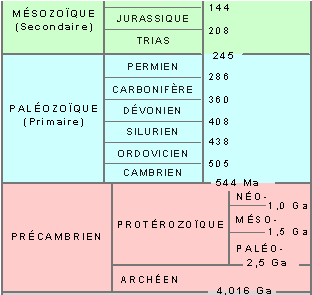 144
MÉSOZOÏQUE
(Secondaire)
JURASSIQUE
208
TRIAS
245
PERMIEN
286
CARBONIFÈRE
360
PALÉOZOÏQUE
(Primaire)
DÉVONIEN
408
SILURIEN
438
ORDOVICIEN
505
CAMBRIEN
544 Ma
PRÉCAMBRIEN
PROTÉROZOÏQUE
NÉO-
1,0 Ga
MÉSO-
1,5 Ga
PALÉO-
2,5 Ga
ARCHÉEN
4,016 Ga